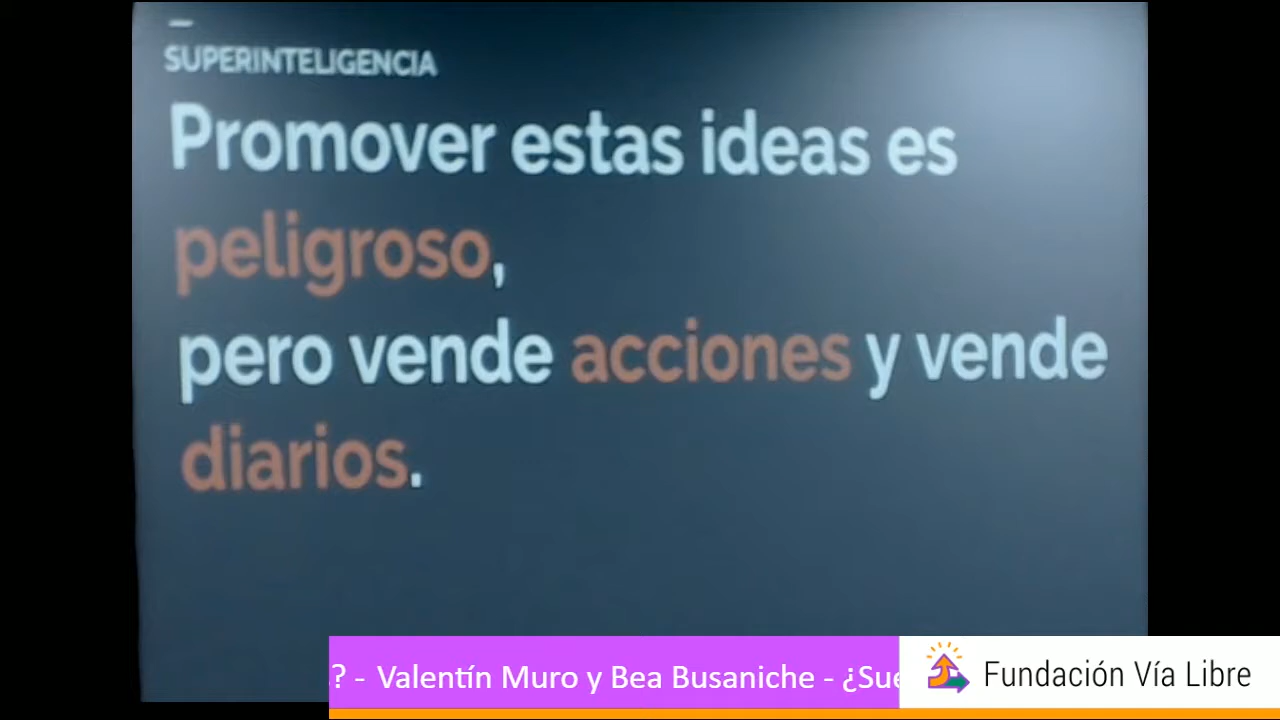 SUPERINTELIGENCIA
Promover estas ideas es
peligroso,
pero vende acciones y vende
diarios.
? - Valentín Muro y Bea Busaniche - ¿Sue
Fundación Vía Libre